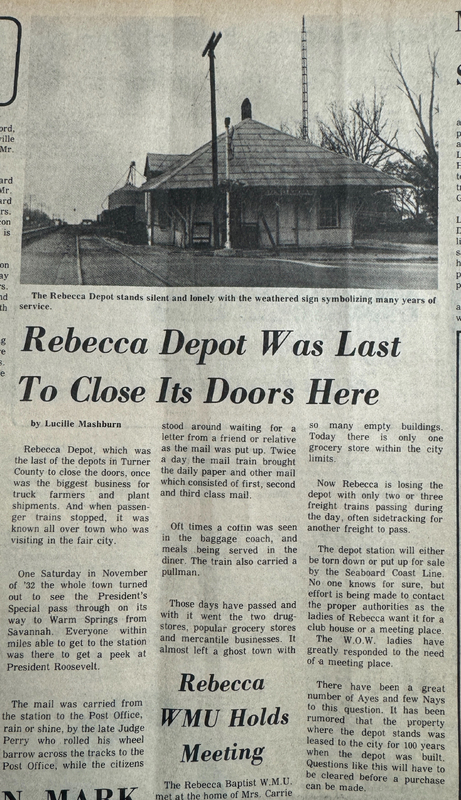 The Rebecca Depot stands silent and lonely with the weathered sign symbolizing many years of
service.
Rebecca Depot Was Last
To Close Its Doors Here
by Lucille Mashburn
Rebecca Depot, which was
the last of the depots in Turner
County to close the doors, once
was the biggest business for
truck farmers and plant
shipments. And when passen-
ger trains stopped, it was
known all over town who was
visiting in the fair city.
One Saturday in November
of '32 the whole town turned
out to see the President's
Special pass through on its
way to Warm Springs from
Savannah. Everyone within
miles able to get to the station
was there to get a peek at
President Roosevelt.
The mail was carried from
the station to the Post Office,
rain or shine, by the late Judge
Perry who rolled his wheel
barrow across the tracks to the
Post Office, while the citizens
stood around waiting for a
letter from a friend or relative
as the mail was put up. Twice
a day the mail train brought
the daily paper and other mail
which consisted of first, second
and third class mail.
Oft times a coffin was seen
in the baggage coach, and
meals being served in the
diner. The train also carried a
pullman.
Those days have passed and
with it went the two drug-
stores, popular grocery stores
and mercantile businesses. It
almost left a ghost town with
so many empty buildings.
Today there is only one
grocery store within the city
limits.
Now Rebecca is losing the
depot with only two or three
freight trains passing during
the day, often sidetracking for
another freight to pass.
The depot station will either
be torn down or put up for sale
by the Seaboard Coast Line.
No one knows for sure, but
effort is being made to contact
the proper authorities as the
ladies of Rebecca want it for a
club house or a meeting place.
The W.O.W. ladies have
greatly responded to the need
of a meeting place.
There have been a great
number of Ayes and few Nays
to this question. It has been
rumored that the property
where the depot stands was
leased to the city for 100 years
when the depot was built.
Questions like this will have to
be cleared before a purchase
can be made.
Rebecca
WMU Holds
Meeting
The Rebecca Baptist W.M.U.
met at the home of Mrs. Carrie
N MARK
ord,
ville
Mr.
ard
Mr.
ard
rs.
on
is